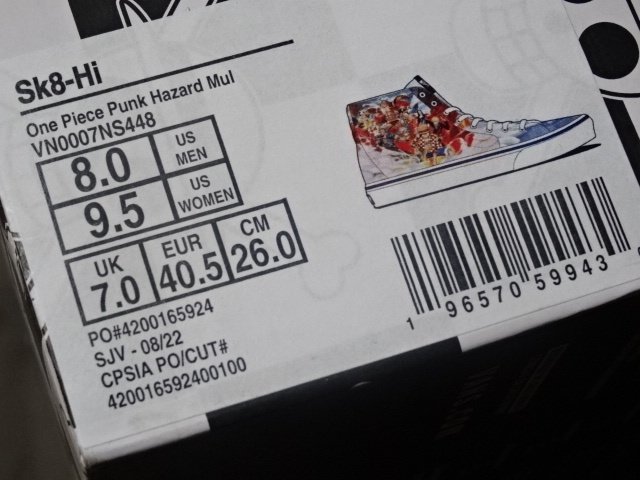 Sk8-Hi
One Piece Punk Hazard Mul
VN0007NS448
8.0 US MEN
9.5 US WOMEN
UK 7.0 EUR 40.5 CM 26.0
PO#4200165924
SJV - 08/22
CPSIA PO/CUT#
420016592400100
1 96570 59943